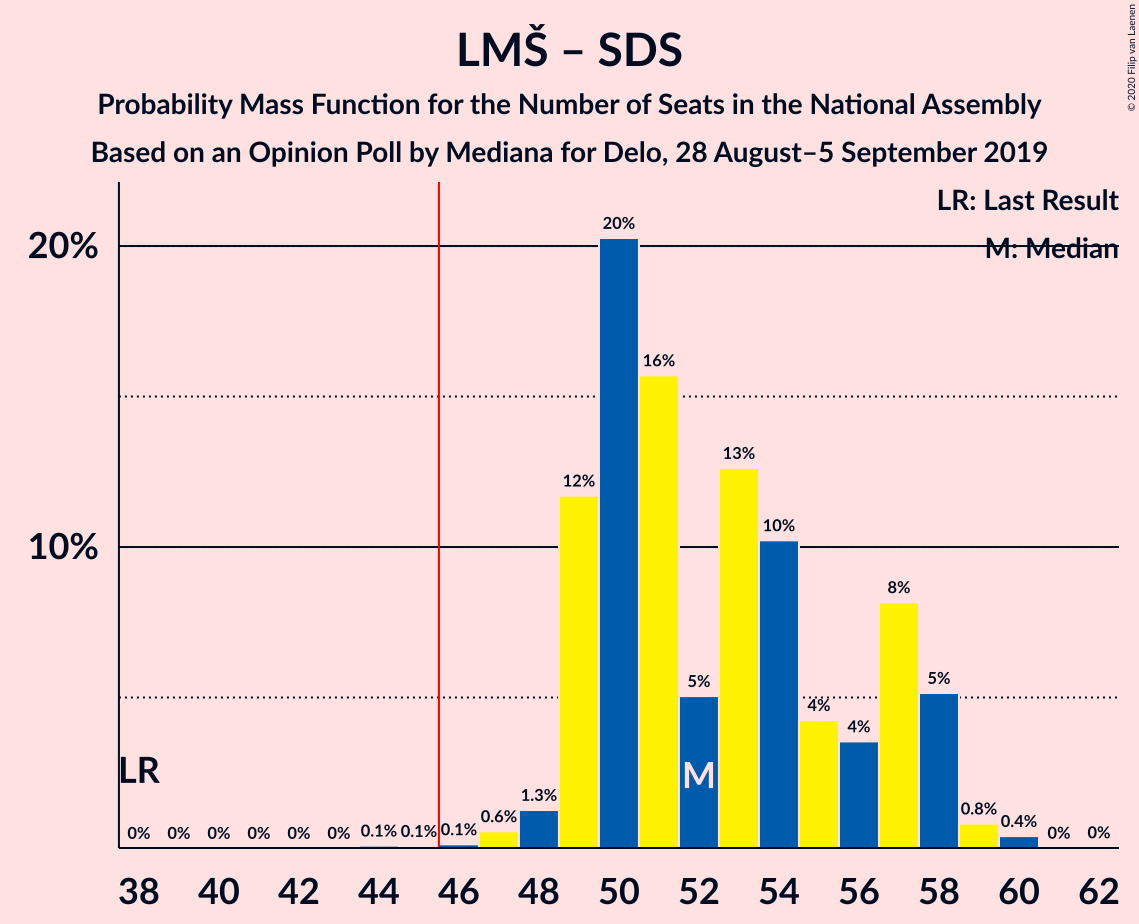 LMŠ – SDS
Probability Mass Function for the Number of Seats in the National Assembly
Based on an Opinion Poll by Mediana for Delo, 28 August–5 September 2019
© 2020 Filip van Laenen
LR: Last Result
M: Median
20%
10%
20%
16%
13%
12%
10%
8%
5%
5%
4%
4%
LR
M
0% 0% 0% 0% 0% 0% 0.1% 0.1% 0.1% 0.6% 1.3% 0.8% 0.4% 0% 0%
38 40 42 44 46 48 50 52 54 56 58 60 62